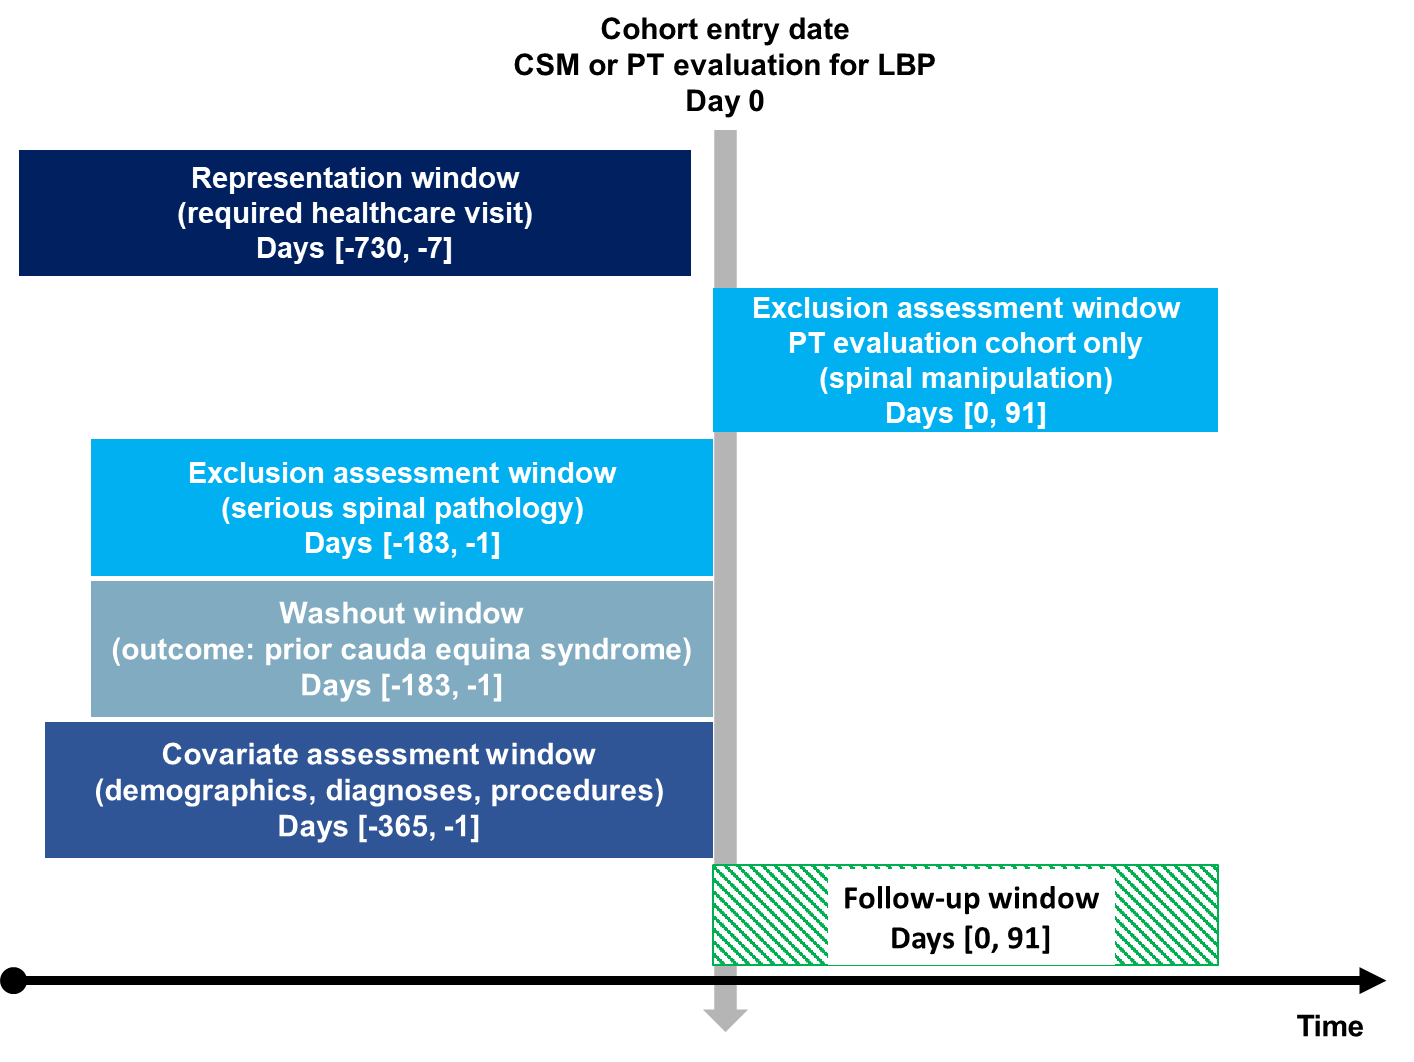 Cohort entry date
CSM or PT evaluation for LBP
Day 0
Representation window
(required healthcare visit)
Days [-730, -7]
Exclusion assessment window
PT evaluation cohort only
(spinal manipulation)
Days [0, 91]
Exclusion assessment window
(serious spinal pathology)
Days [-183, -1]
Washout window
(outcome: prior cauda equina syndrome)
Days [-183, -1]
Covariate assessment window
(demographics, diagnoses, procedures)
Days [-365, -1]
Follow-up window
Days [0, 91]
Time